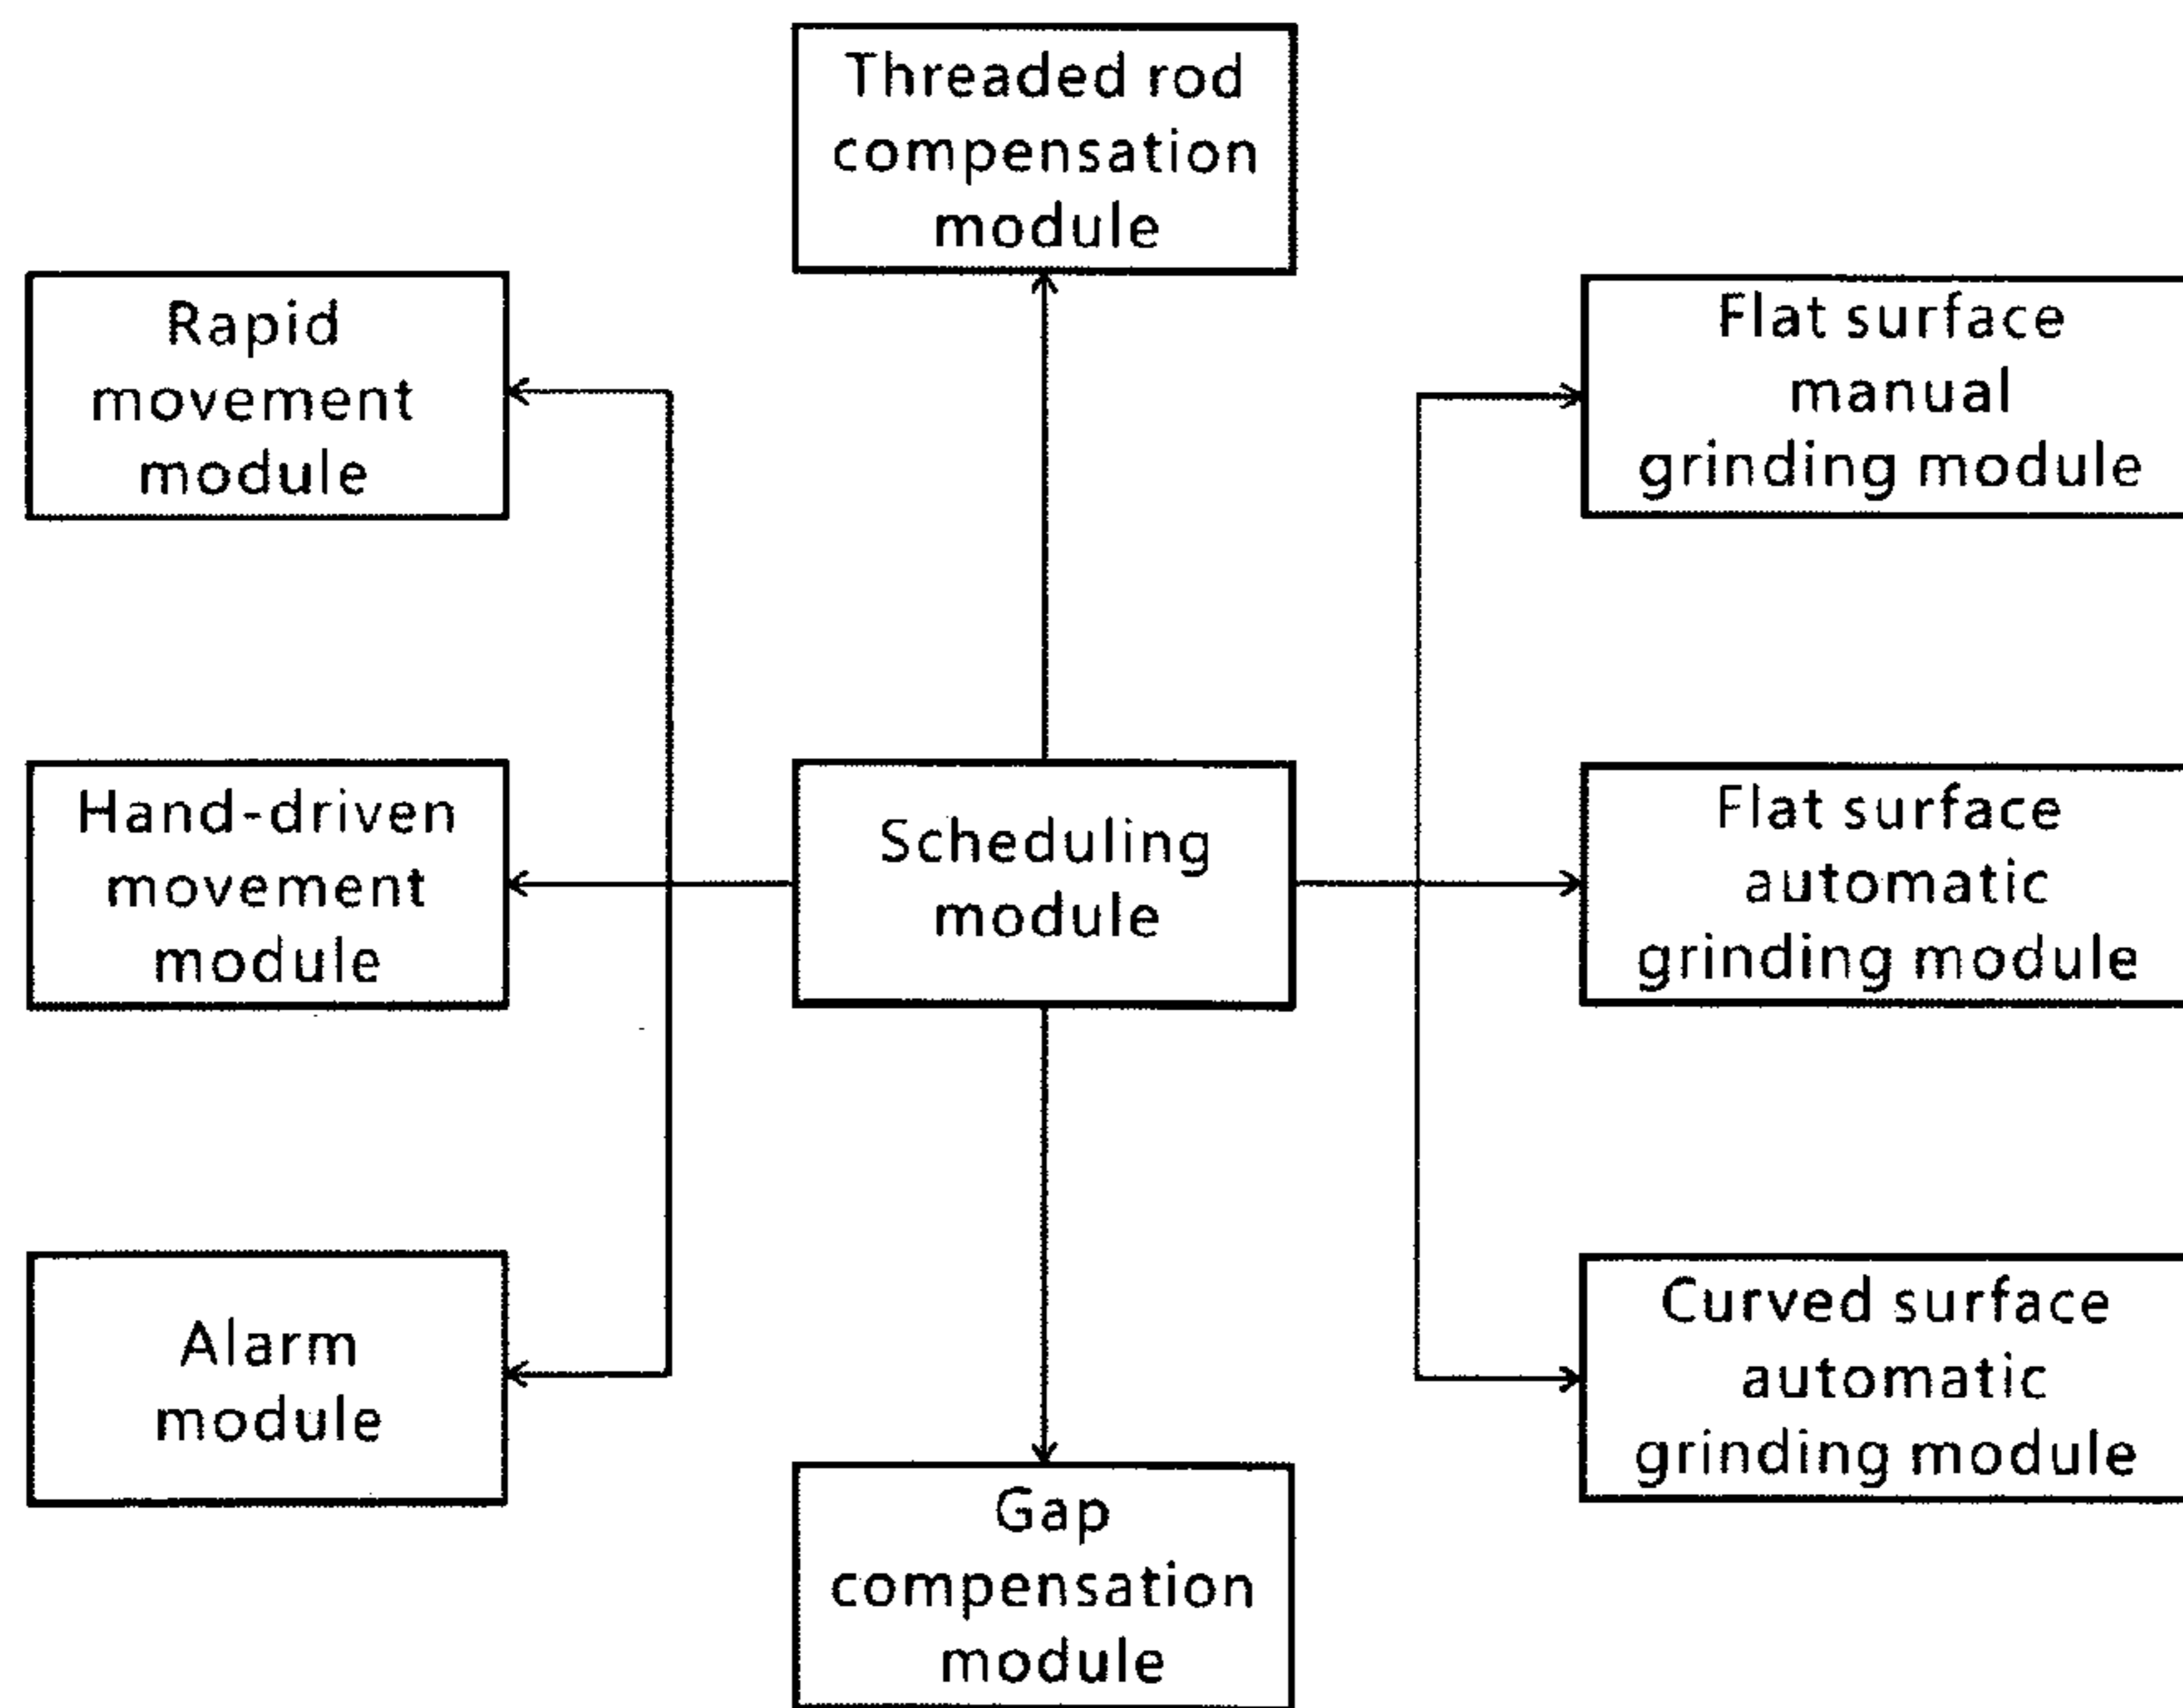 Threaded rod
compensation
module
Rapid
movement
module
Flat surface
manual
grinding module
Hand-driven
movement
module
Scheduling
module
Flat surface
automatic
grinding module
Alarm
module
Curved surface
automatic
grinding module
Gap
compensation
module